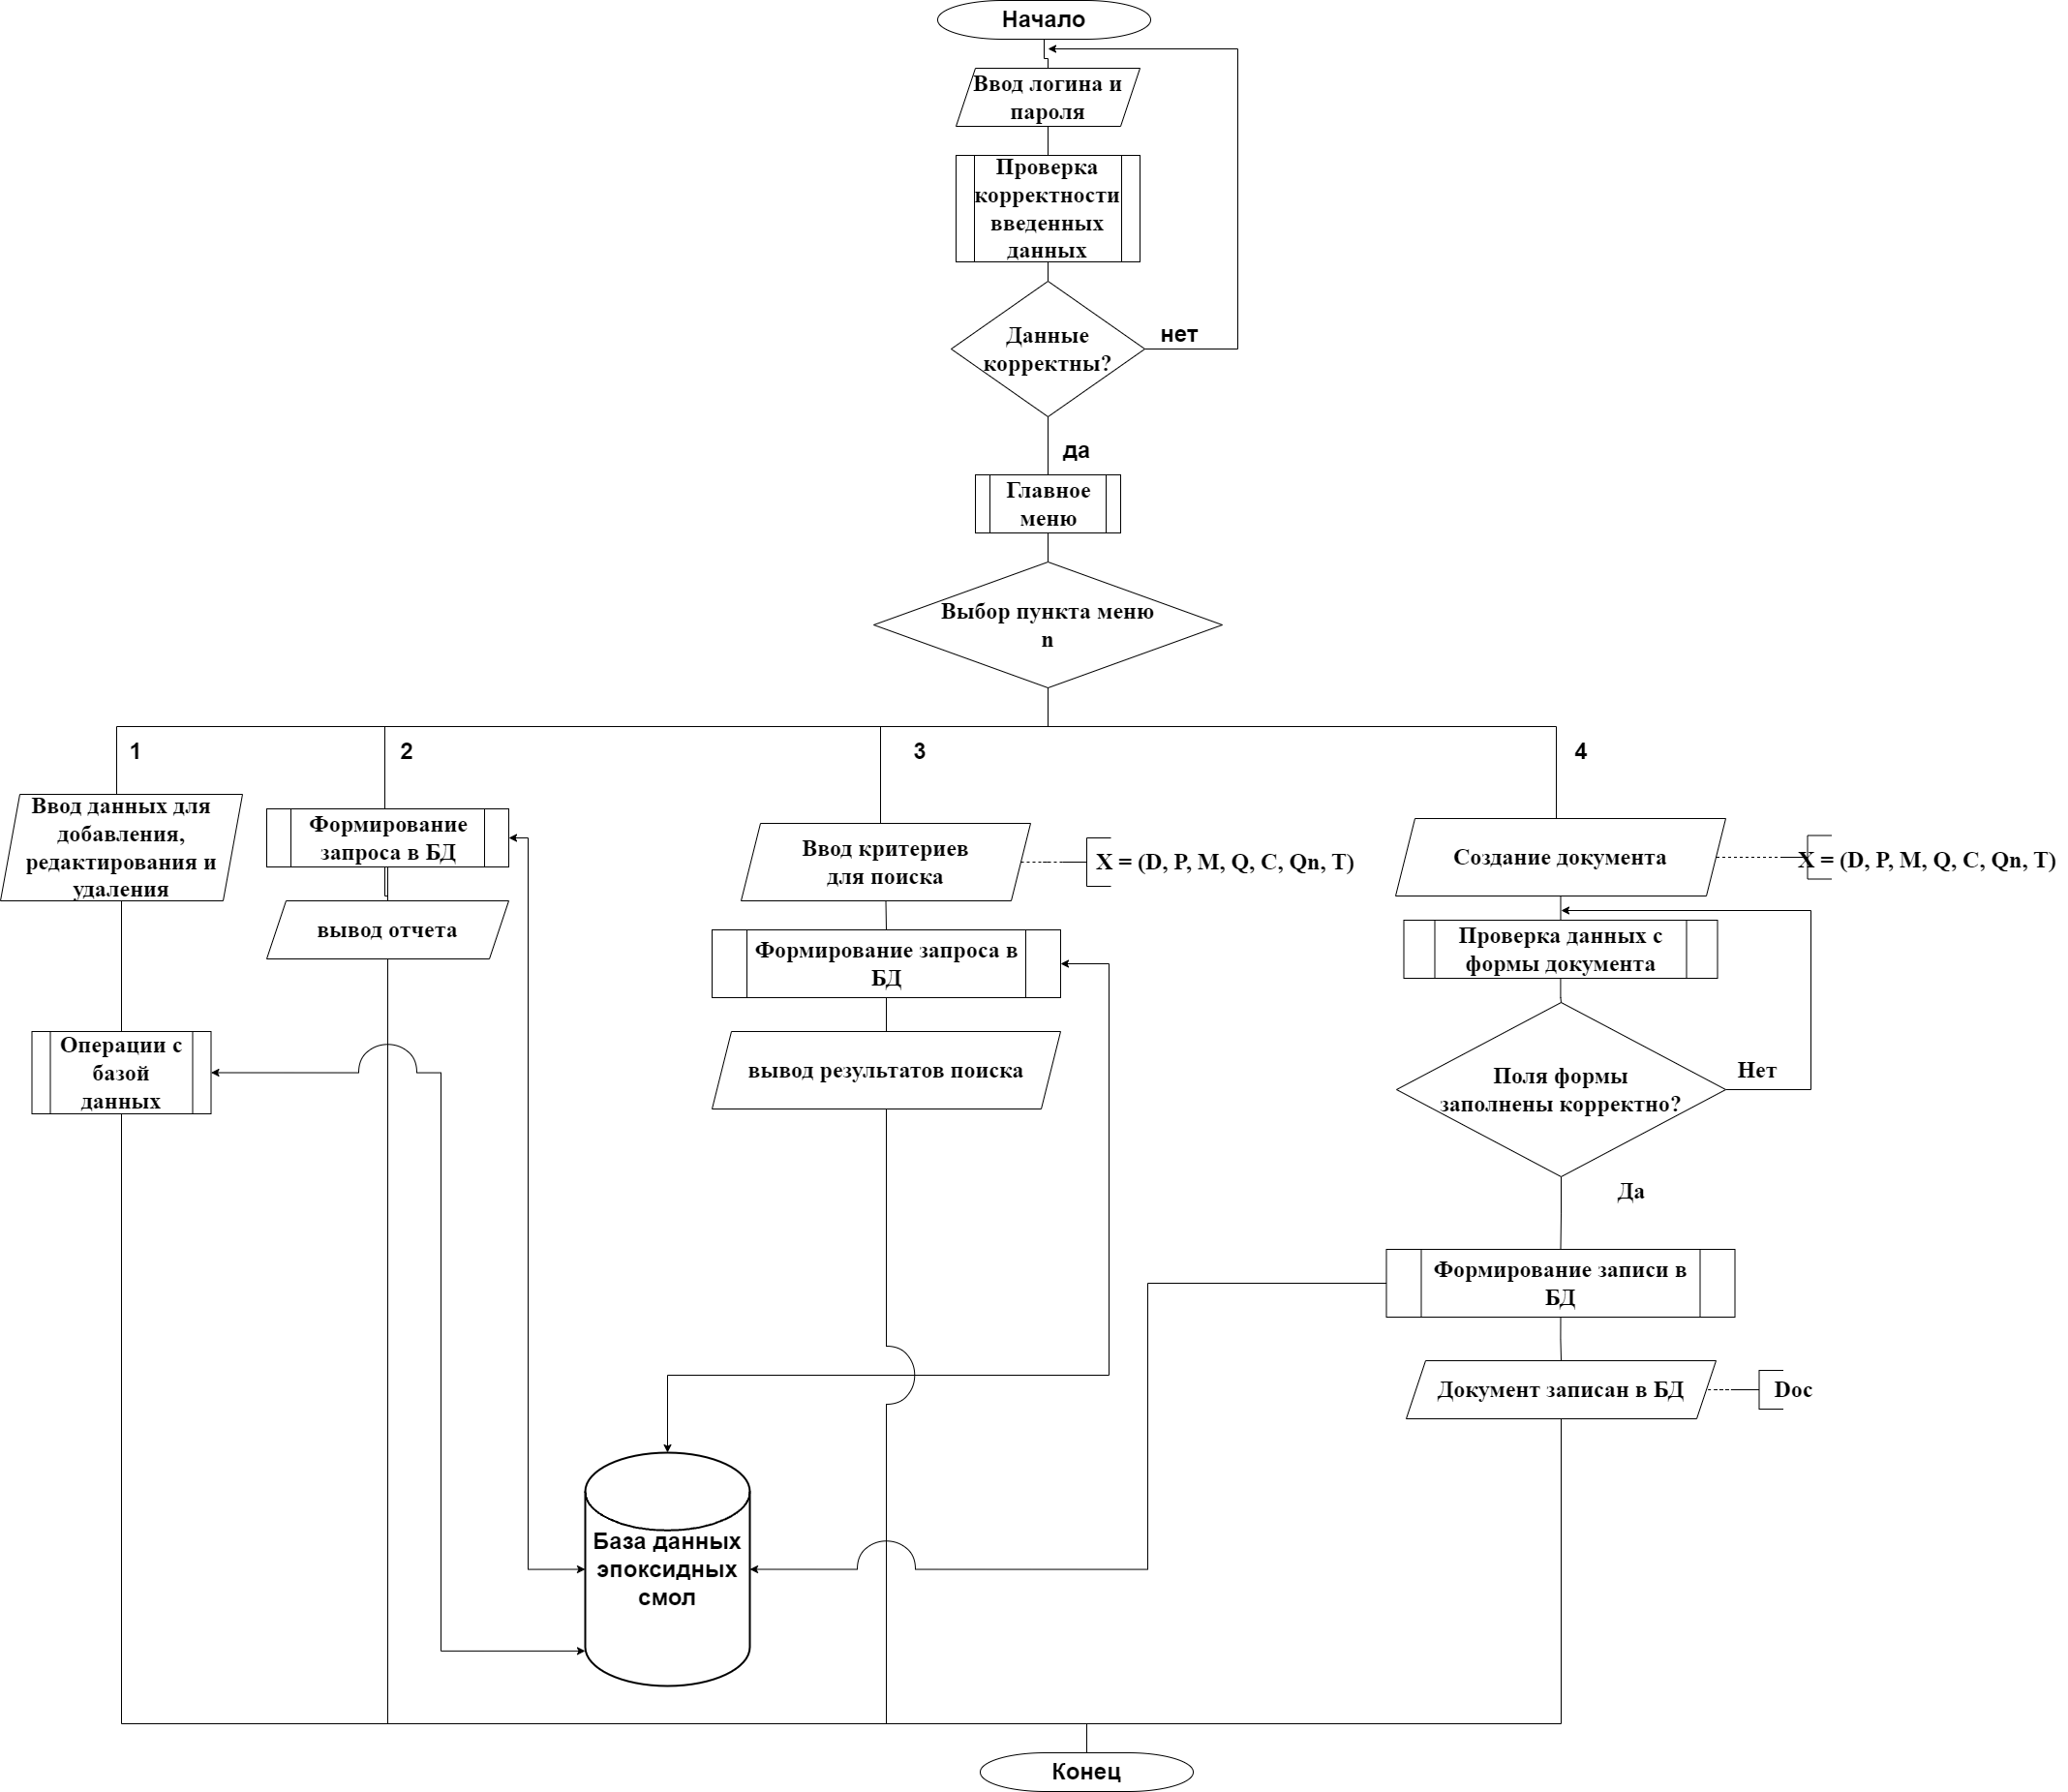 Начало
Ввод логина и
пароля
Проверка
корректности
введенных
данных
Данные
корректны?
нет
да
Главное
меню
Выбор пункта меню
n
1
2
3
4
Ввод данных для
добавления,
редактирования и
удаления
Формирование
запроса в БД
вывод отчета
Операции с
базой
данных
Ввод критериев
для поиска
X = (D, P, M, Q, C, Qn, T)
Формирование запроса в
БД
вывод результатов поиска
Создание документа
X = (D, P, M, Q, C, Qn, T)
Проверка данных с
формы документа
Поля формы
заполнены корректно?
Нет
Да
Формирование записи в
БД
Документ записан в БД
Doc
База данных
эпоксидных
смол
Конец